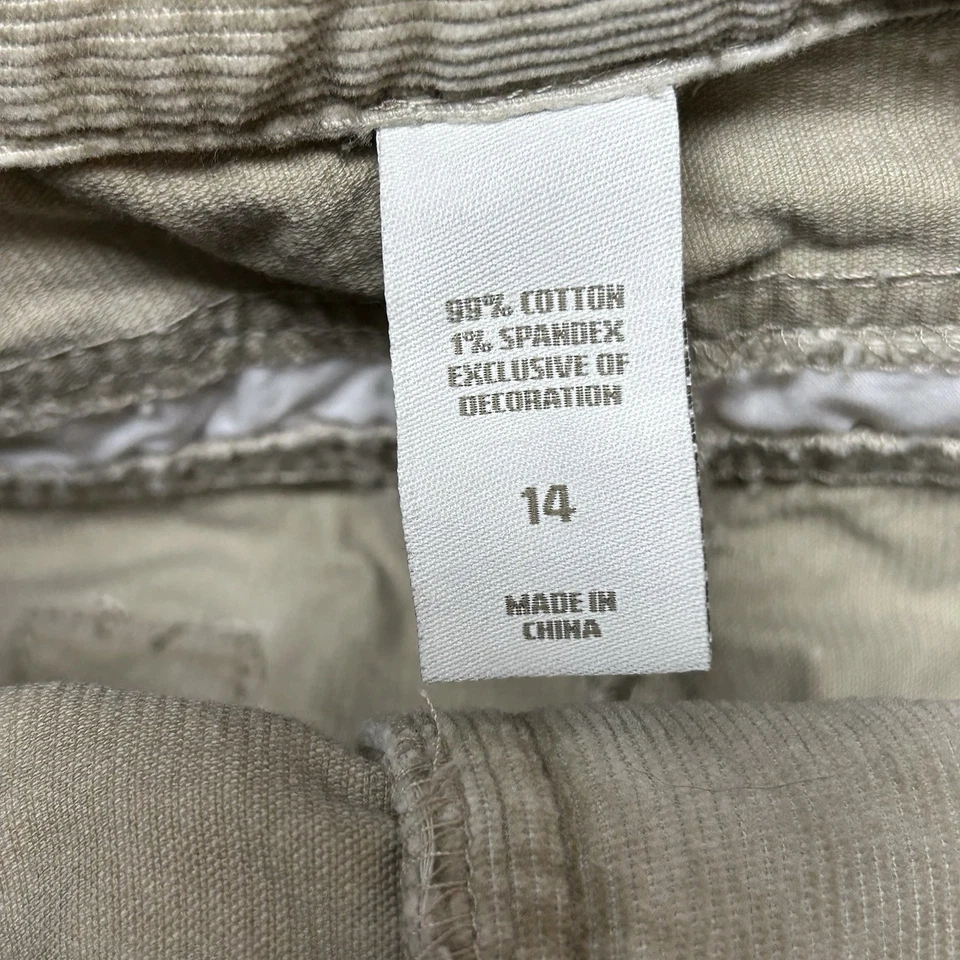 99% COTTON
1% SPANDEX
EXCLUSIVE OF
DECORATION
14
MADE IN
CHINA